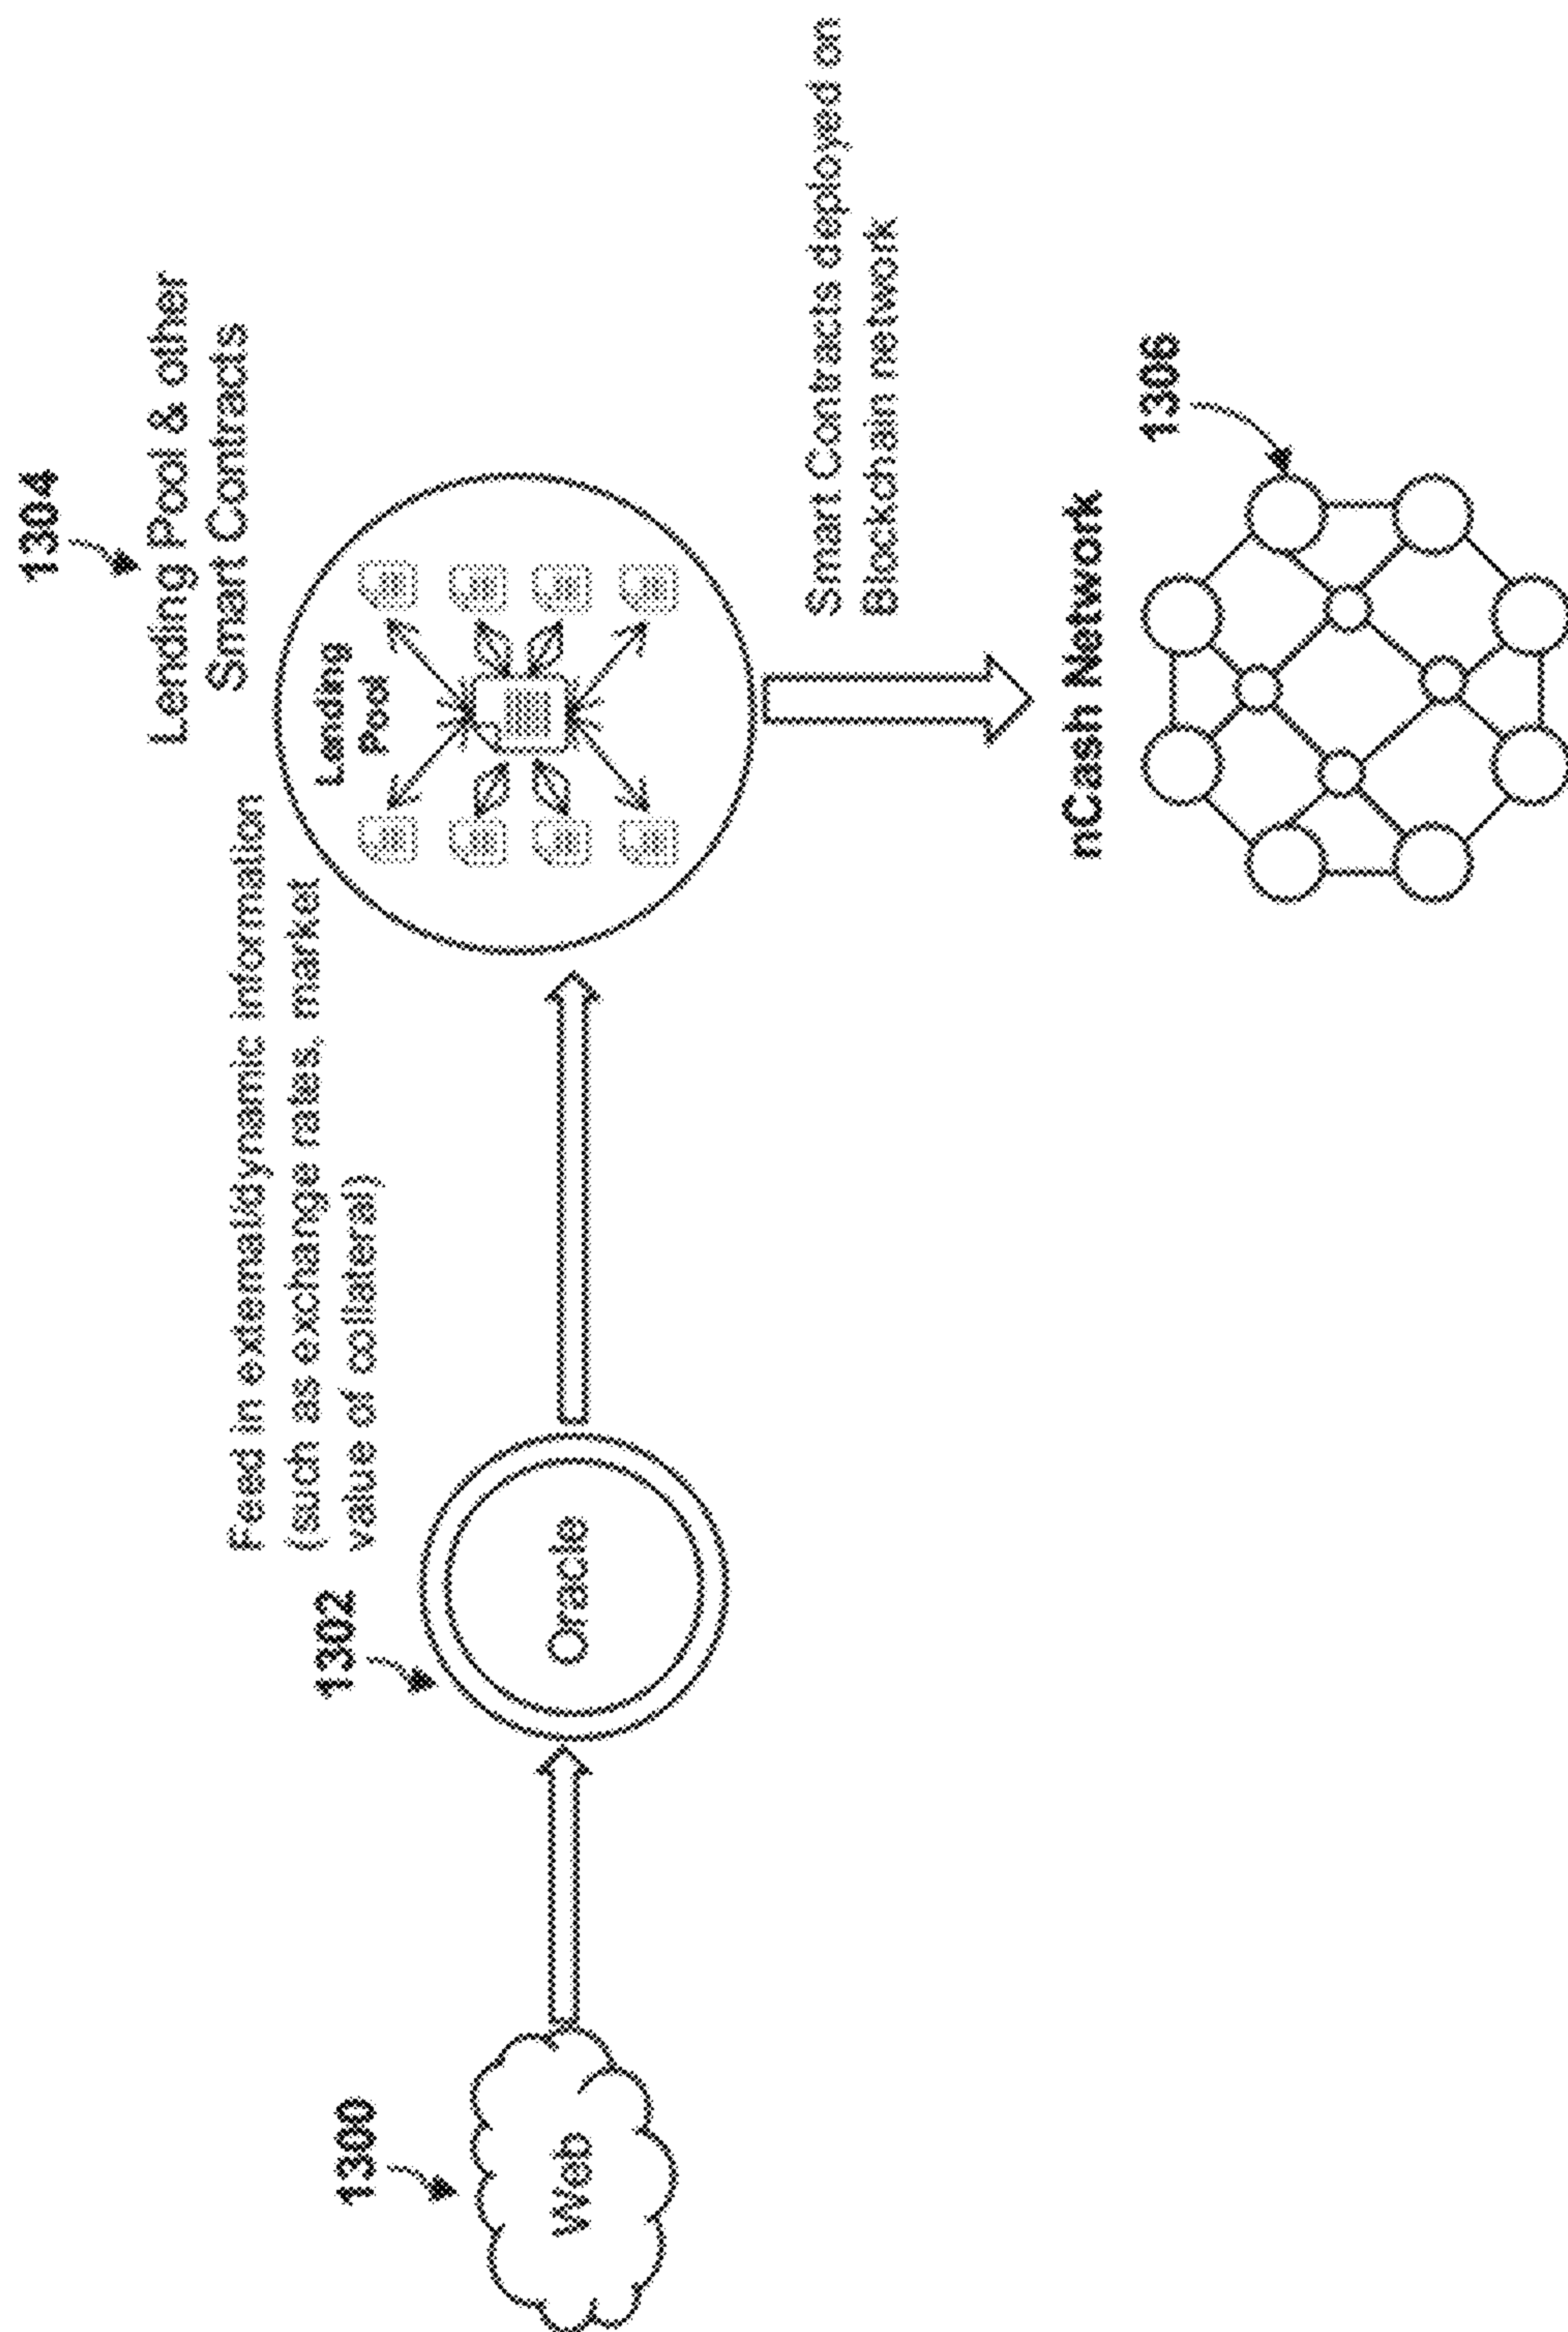 1300
Web
1302
Oracle
Feed in external/dynamic information
(such as exchange rates, market
value of collateral)
1304
Lending Pool & other
Smart Contracts
Lending
Pool
Smart Contracts deployed on
Blockchain network
nCash Network
1306